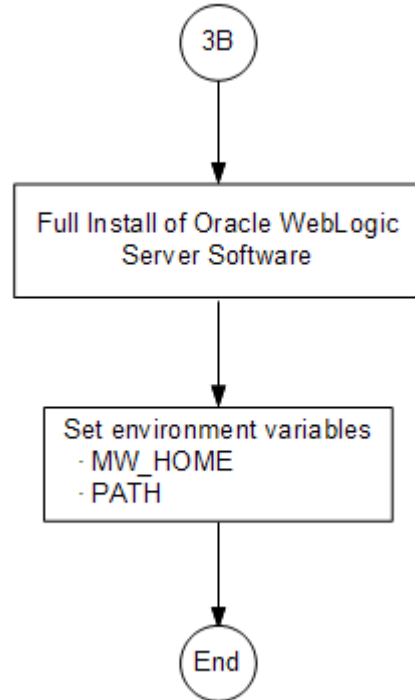 3B
Full Install of Oracle WebLogic
Server Software
Set environment variables
· MW_HOME
· PATH
End